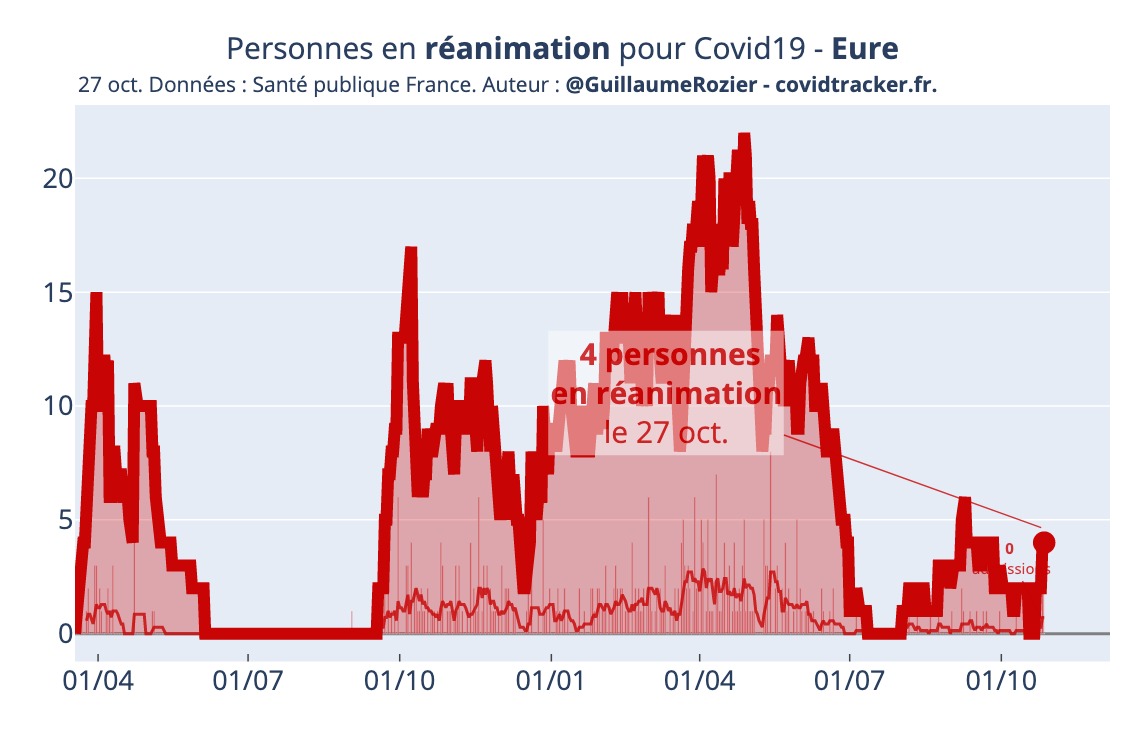 Personnes en réanimation pour Covid19 - Eure
27 oct. Données : Santé publique France. Auteur : @GuillaumeRozier - covidtracker.fr.
20
15
10
5
0
4 personnes
en réanimation
le 27 oct.
0
admissions
01/04
01/07
01/10
01/01
01/04
01/07
01/10